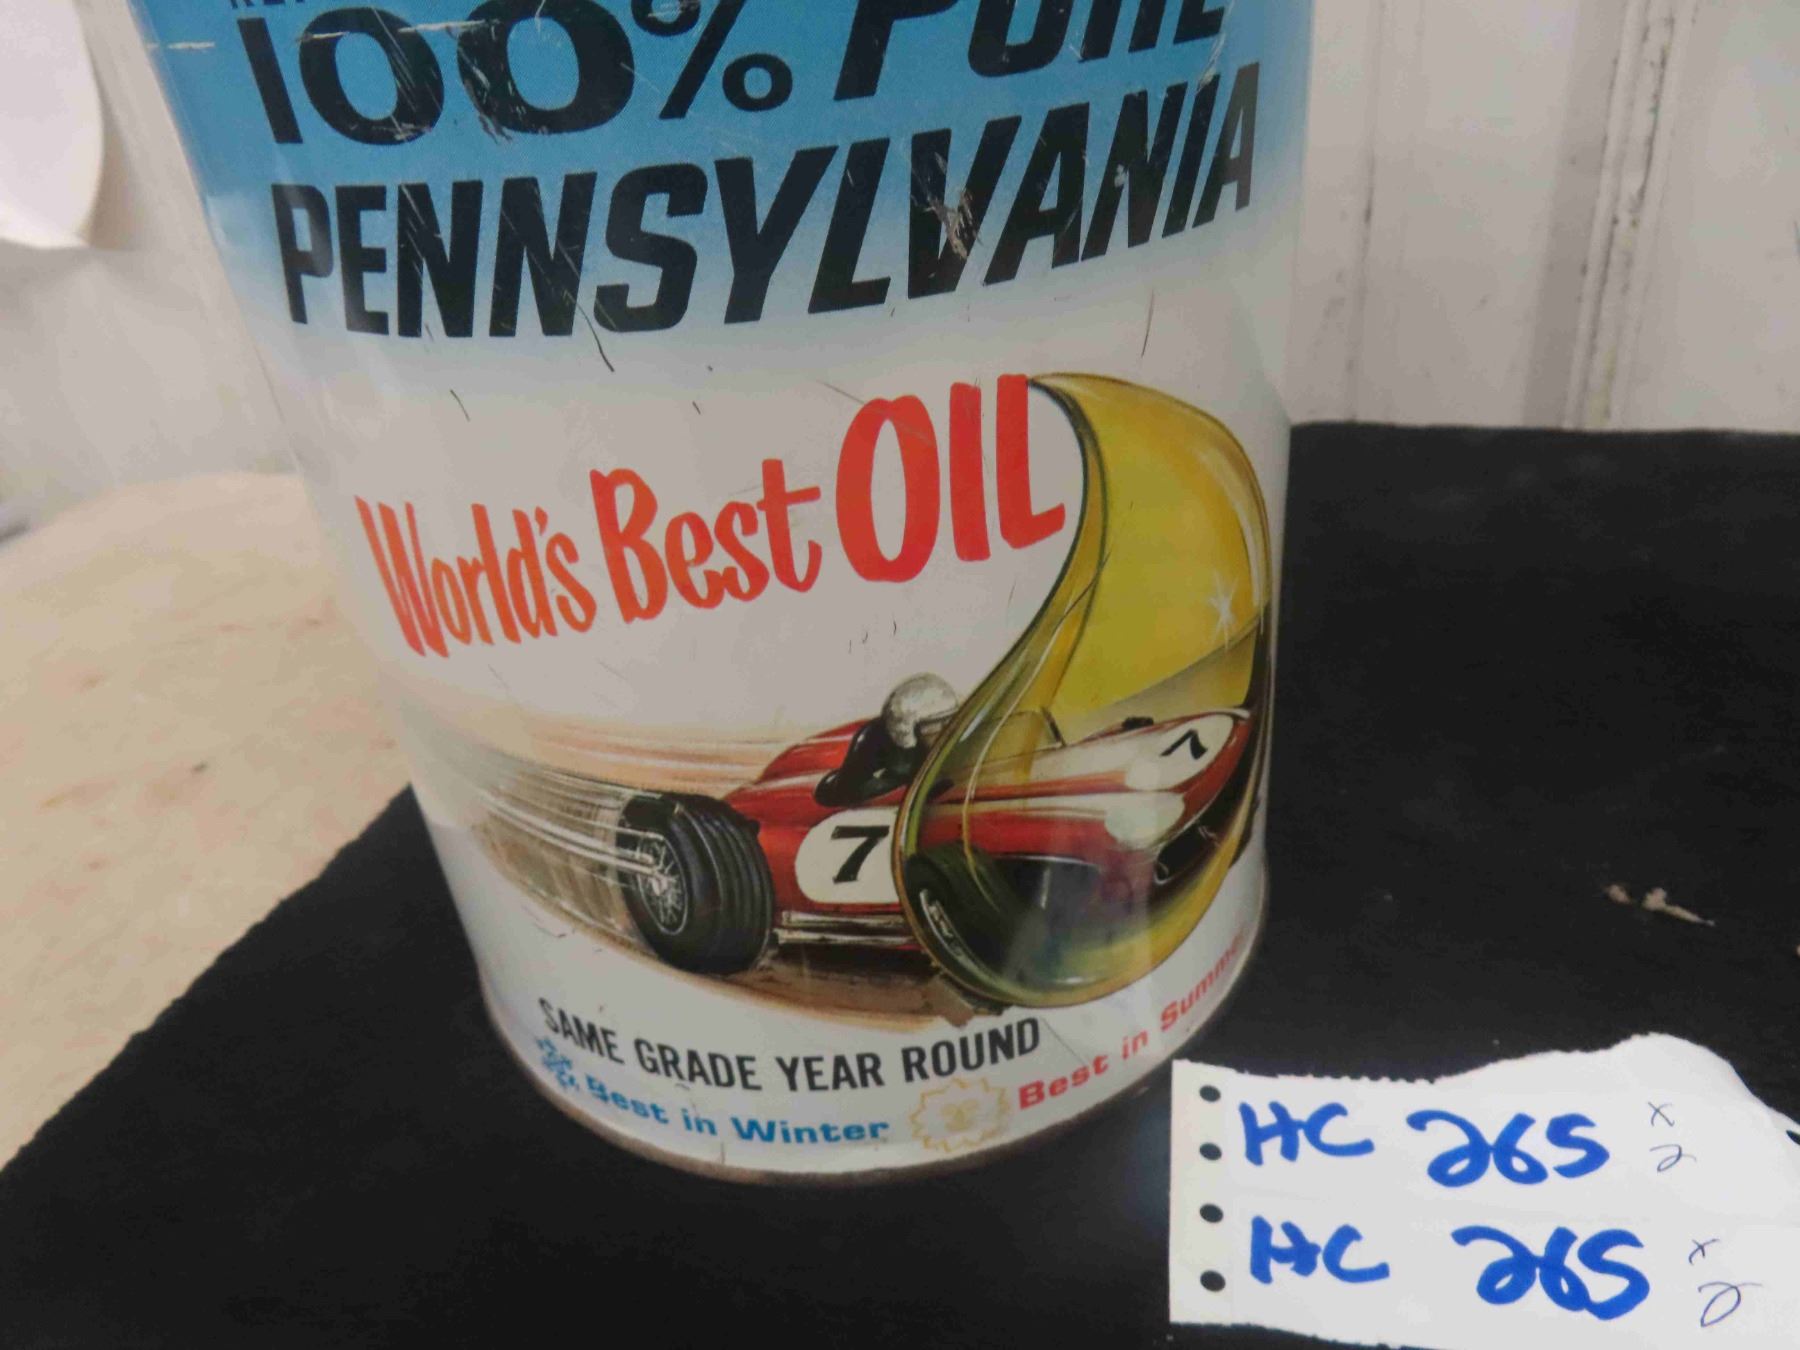 100% PURE
PENNSYLVANIA
World's Best OIL
7
7
SAME GRADE YEAR ROUND
Best in Winter
Best in Summe
HC 265 x2
HC 265 x2